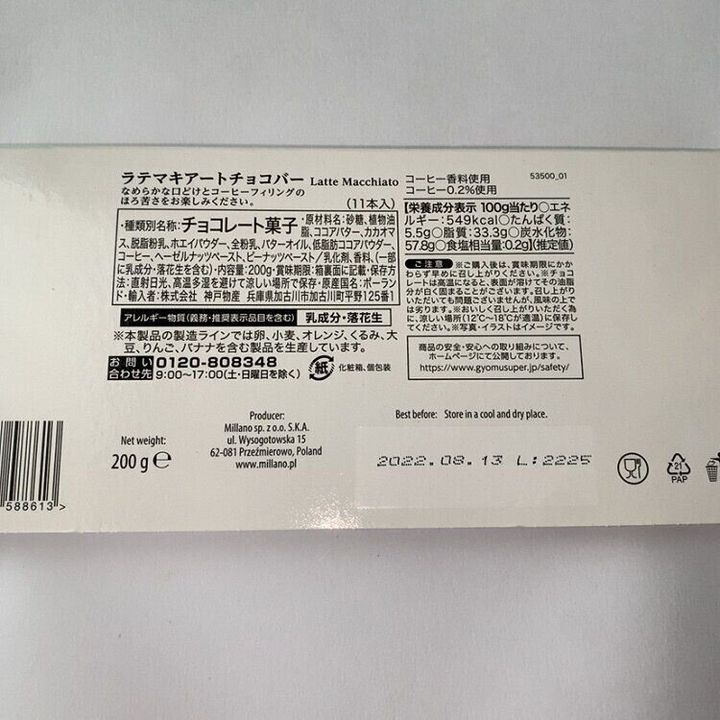 ラテマキアートチョコバー Latte Macchiato
なめらかな口どけとコーヒーフィリングの
ほろ苦さをお楽しみください。
(11本入)
・種類別名称:チョコレート菓子・原材料名:砂糖、植物油
脂、ココアバター、カカオマ
ス、脱脂粉乳、ホエイパウダー、全粉乳、バターオイル、低脂肪ココアパウダー、
コーヒー、ヘーゼルナッツペースト、ピーナッツペースト/乳化剤、香料、(一部
に乳成分・落花生を含む)・内容量:200g・賞味期限:箱裏面に記載・保存方
法:直射日光、高温多湿を避けて涼しい場所で保存・原産国名:ポーラン
ド・輸入者:株式会社 神戸物産 兵庫県加古川市加古川町平野125番1
アレルギー物質(義務・推奨表示品目を含む) 乳成分・落花生
※本製品の製造ラインでは卵、小麦、オレンジ、くるみ、大
豆、りんご、バナナを含む製品を生産しています。
お問い合わせ先 0120-808348
9:00〜17:00(土・日曜日を除く)
紙 化粧箱、個包装
コーヒー香料使用
コーヒー0.2%使用
53500_01
【栄養成分表示 100g当たり】○エネ
ルギー:549kcal○たんぱく質:
5.5g○脂質:33.3g○炭水化物:
57.8g○食塩相当量:0.2g(推定値)
ご注意 ※ご購入後は、賞味期限にかか
わらず早めに召し上がりください。※チョコ
レートは高温になると、表面が溶けてその油脂
分が白く固まることがございます。召し上がり
いただいても問題ございませんが、風味の上で
は劣ります。※おいしくお召し上がりいただく為
に、涼しい場所(12℃〜18℃が適温)に保存し
てください。※写真・イラストはイメージです。
商品の安全・安心への取り組みについて、
ホームページにて公開しております。
https://www.gyomusuper.jp/safety/
588613>
Net weight:
200 g ℮
Producer:
Millano sp. z o.o. S.K.A.
ul. Wysogotowska 15
62-081 Przeźmierowo, Poland
www.millano.pl
Best before: Store in a cool and dry place.
2022.08.13 L:2225
21
PAP